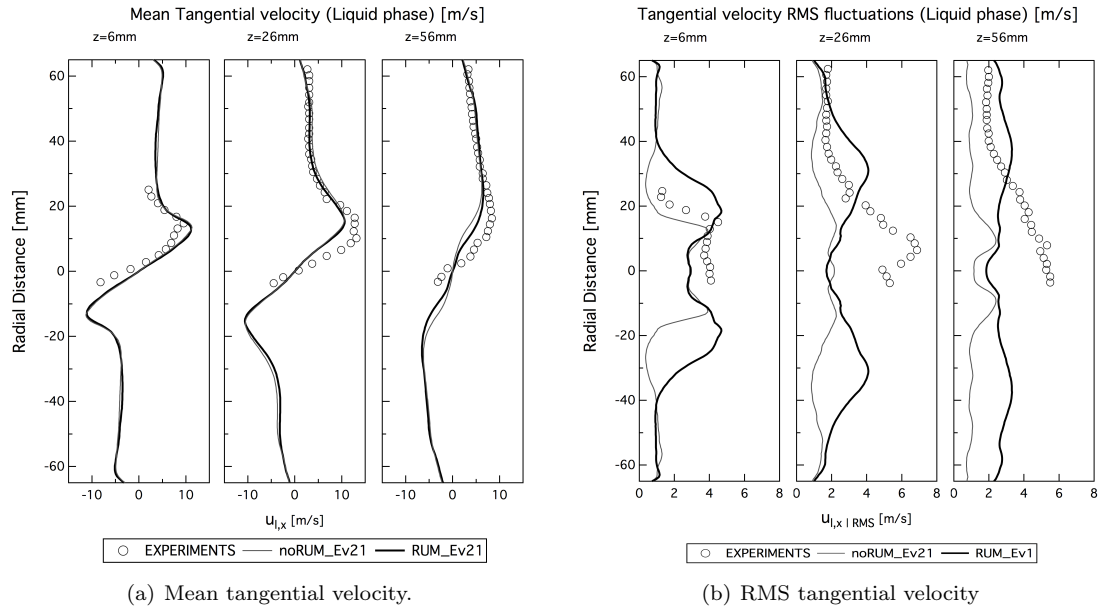 Mean Tangential velocity (Liquid phase) [m/s]
z=6mm z=26mm z=56mm
60
40
20
0
-20
-40
-60
Radial Distance [mm]
-10 0 10 -10 0 10 -10 0 10
u_l,x [m/s]
EXPERIMENTS noRUM_Ev21 RUM_Ev21
(a) Mean tangential velocity.
Tangential velocity RMS fluctuations (Liquid phase) [m/s]
z=6mm z=26mm z=56mm
60
40
20
0
-20
-40
-60
Radial Distance [mm]
0 2 4 6 8 0 2 4 6 8 0 2 4 6 8
u_l,x | RMS [m/s]
EXPERIMENTS noRUM_Ev21 RUM_Ev1
(b) RMS tangential velocity